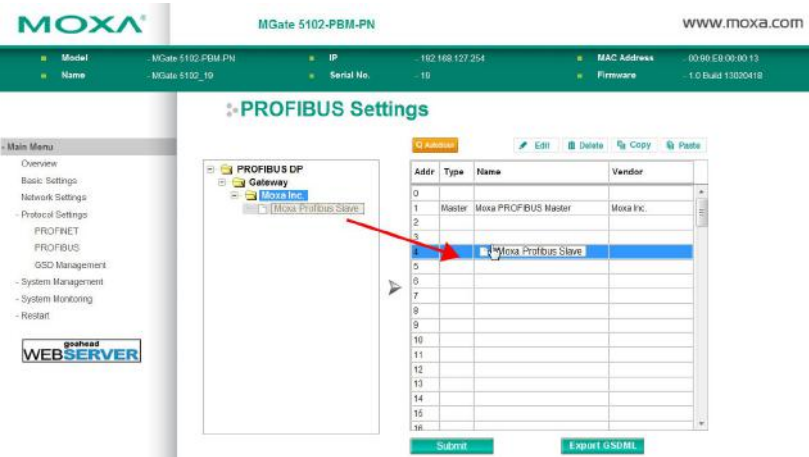 MOXA MGate 5102-PBM-PN www.moxa.com
Model - MGate 5102-PBM-PN IP - 192.168.127.254 MAC Address - 00:90:E8:00:00:13
Name - MGate 5102_19 Serial No. - 19 Firmware - 1.0 Build 13020418
PROFIBUS Settings
- Main Menu
Overview
Basic Settings
Network Settings
- Protocol Settings
PROFINET
PROFIBUS
GSD Management
- System Management
- System Monitoring
- Restart
goahead
WEBSERVER
PROFIBUS DP
Gateway
Moxa Inc.
Moxa Profibus Slave
Edit Delete Copy Paste
Addr Type Name Vendor
0
1 Master Moxa PROFIBUS Master Moxa Inc.
2
3
4 Moxa Profibus Slave
5
6
7
8
9
10
11
12
13
14
15
16
Submit Export GSDML